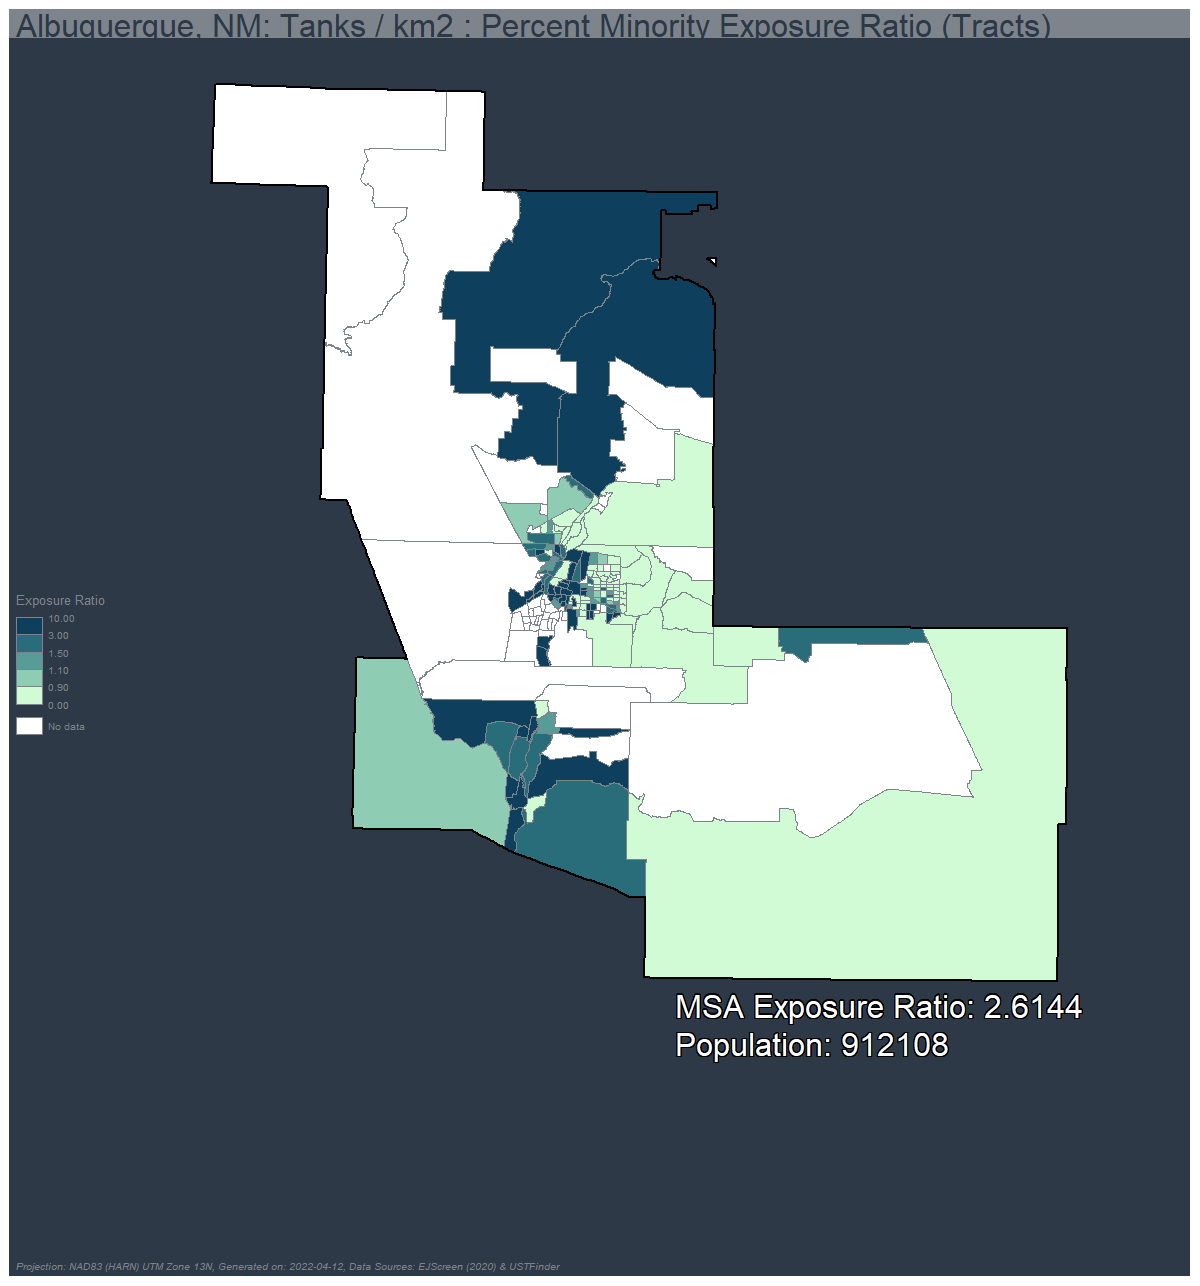 Albuquerque, NM: Tanks / km2 : Percent Minority Exposure Ratio (Tracts)
Exposure Ratio
10.00
3.00
1.50
1.10
0.90
0.00
No data
MSA Exposure Ratio: 2.6144
Population: 912108
Projection: NAD83 (HARN) UTM Zone 13N, Generated on: 2022-04-12, Data Sources: EJScreen (2020) & USTFinder